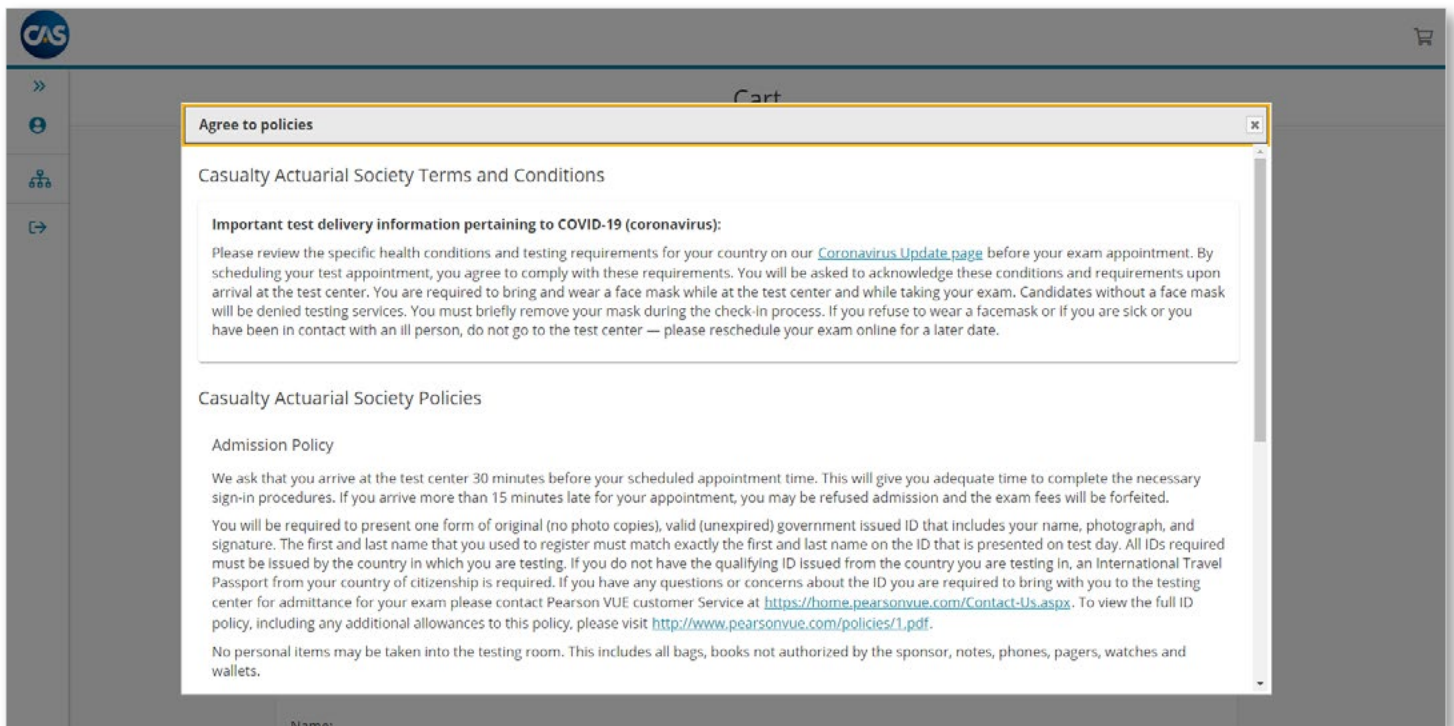 CAS
Cart
Agree to policies
Casualty Actuarial Society Terms and Conditions
Important test delivery information pertaining to COVID-19 (coronavirus):
Please review the specific health conditions and testing requirements for your country on our Coronavirus Update page before your exam appointment. By
scheduling your test appointment, you agree to comply with these requirements. You will be asked to acknowledge these conditions and requirements upon
arrival at the test center. You are required to bring and wear a face mask while at the test center and while taking your exam. Candidates without a face mask
will be denied testing services. You must briefly remove your mask during the check-in process. If you refuse to wear a facemask or if you are sick or you
have been in contact with an ill person, do not go to the test center — please reschedule your exam online for a later date.
Casualty Actuarial Society Policies
Admission Policy
We ask that you arrive at the test center 30 minutes before your scheduled appointment time. This will give you adequate time to complete the necessary
sign-in procedures. If you arrive more than 15 minutes late for your appointment, you may be refused admission and the exam fees will be forfeited.
You will be required to present one form of original (no photo copies), valid (unexpired) government issued ID that includes your name, photograph, and
signature. The first and last name that you used to register must match exactly the first and last name on the ID that is presented on test day. All IDs required
must be issued by the country in which you are testing. If you do not have the qualifying ID issued from the country you are testing in, an International Travel
Passport from your country of citizenship is required. If you have any questions or concerns about the ID you are required to bring with you to the testing
center for admittance for your exam please contact Pearson VUE customer Service at https://home.pearsonvue.com/Contact-Us.aspx. To view the full ID
policy, including any additional allowances to this policy, please visit http://www.pearsonvue.com/policies/1.pdf.
No personal items may be taken into the testing room. This includes all bags, books not authorized by the sponsor, notes, phones, pagers, watches and
wallets.
Name: